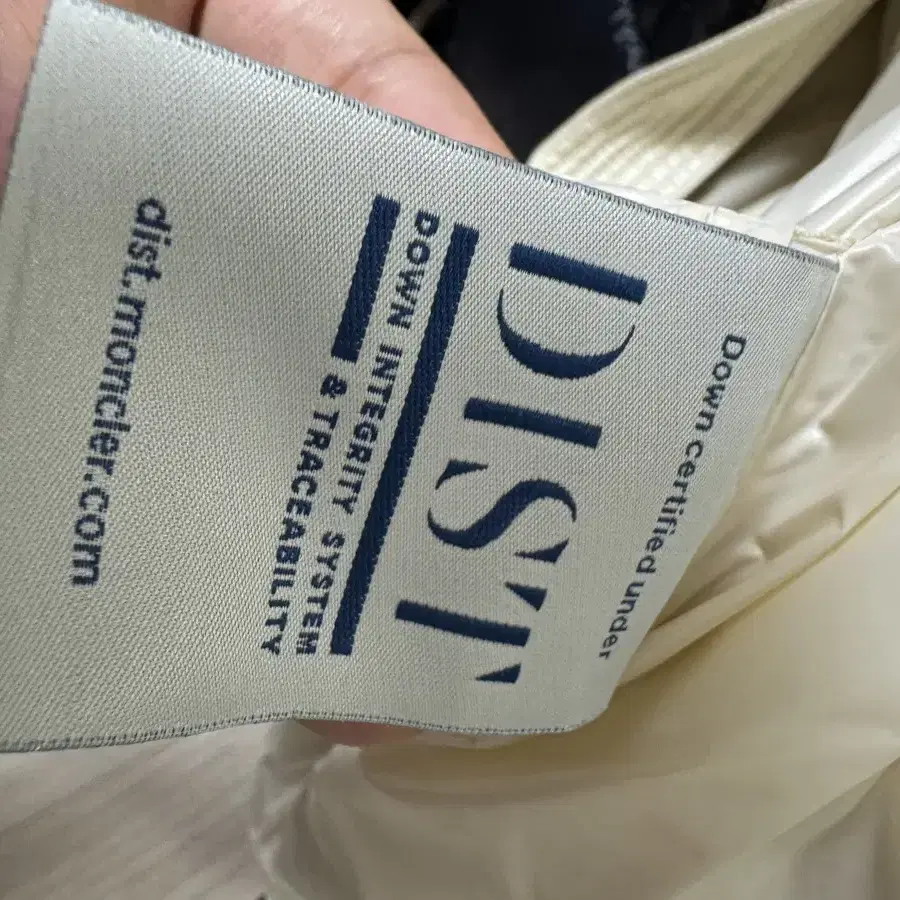 Down certified under
DIST
DOWN INTEGRITY SYSTEM
& TRACEABILITY
dist.moncler.com